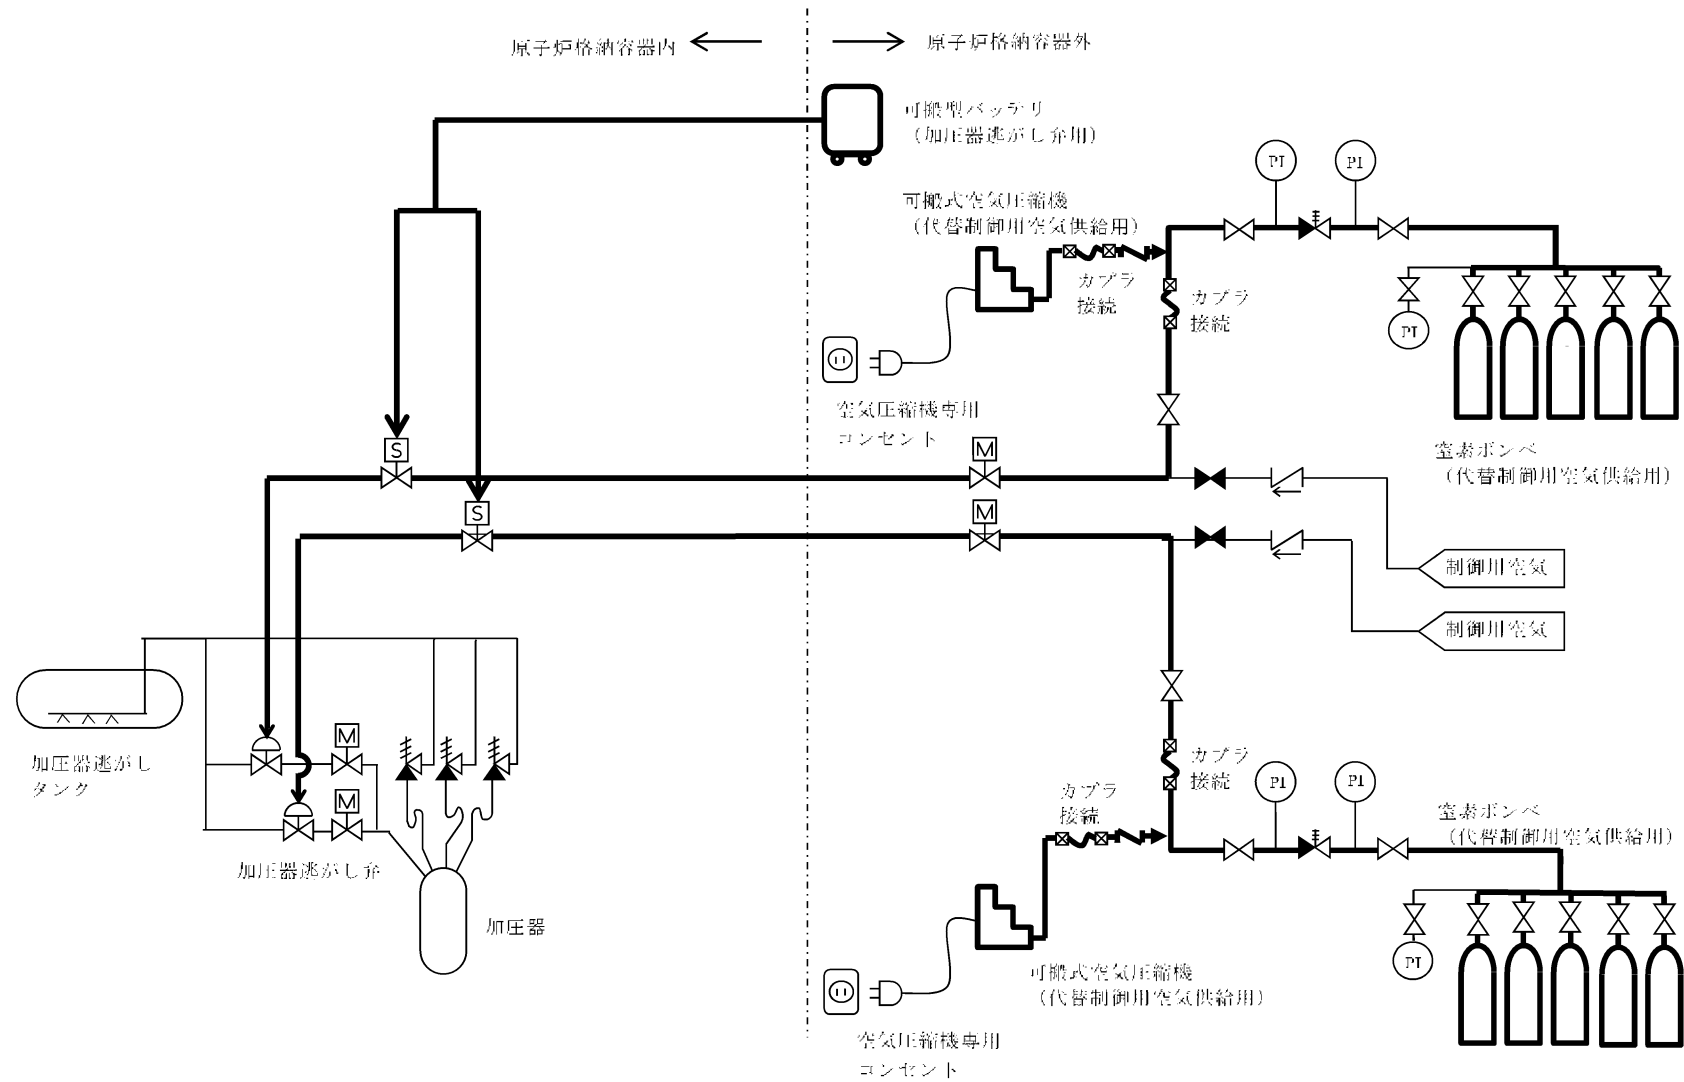 原子炉格納容器内
原子炉格納容器外
可搬型バッテリ
（加圧器逃がし弁用）
PI
PI
可搬式空気圧縮機
（代替制御用空気供給用）
カプラ
接続
カプラ
接続
PI
空気圧縮機専用
コンセント
窒素ボンベ
（代替制御用空気供給用）
S
M
S
M
制御用空気
制御用空気
加圧器逃がし
タンク
M
M
加圧器逃がし弁
加圧器
カプラ
接続
カプラ
接続
PI
PI
窒素ボンベ
（代替制御用空気供給用）
PI
可搬式空気圧縮機
（代替制御用空気供給用）
空気圧縮機専用
コンセント